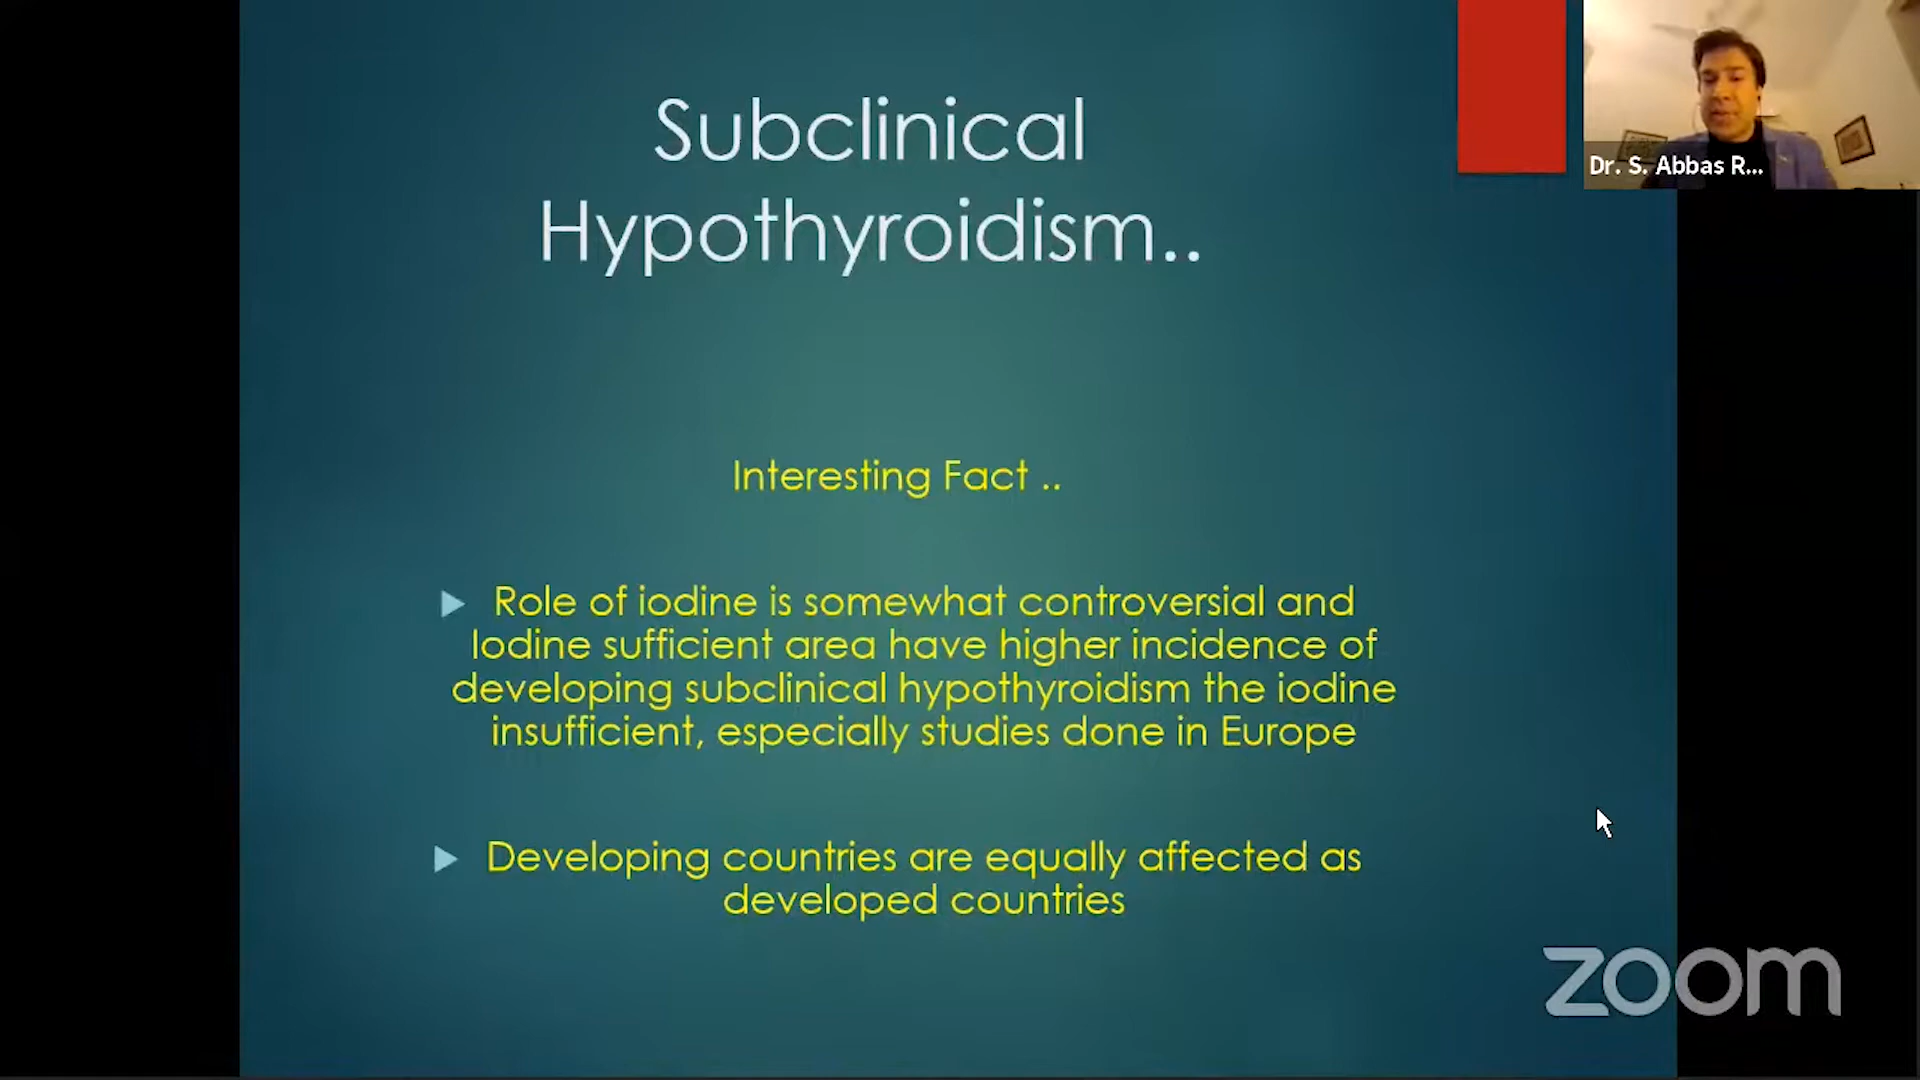 Subclinical
Hypothyroidism..
Dr. S. Abbas R...
Interesting Fact ..
Role of iodine is somewhat controversial and
Iodine sufficient area have higher incidence of
developing subclinical hypothyroidism the iodine
insufficient, especially studies done in Europe
Developing countries are equally affected as
developed countries
zoom